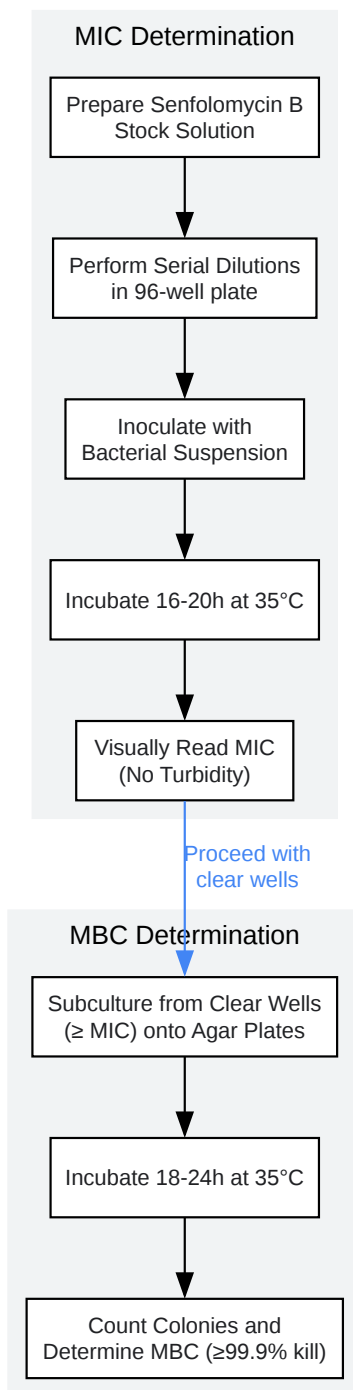 MIC Determination
Prepare Senfolomycin B
Stock Solution
Perform Serial Dilutions
in 96-well plate
Inoculate with
Bacterial Suspension
Incubate 16-20h at 35°C
Visually Read MIC
(No Turbidity)
Proceed with
clear wells
MBC Determination
Subculture from Clear Wells
(≥ MIC) onto Agar Plates
Incubate 18-24h at 35°C
Count Colonies and
Determine MBC (≥99.9% kill)